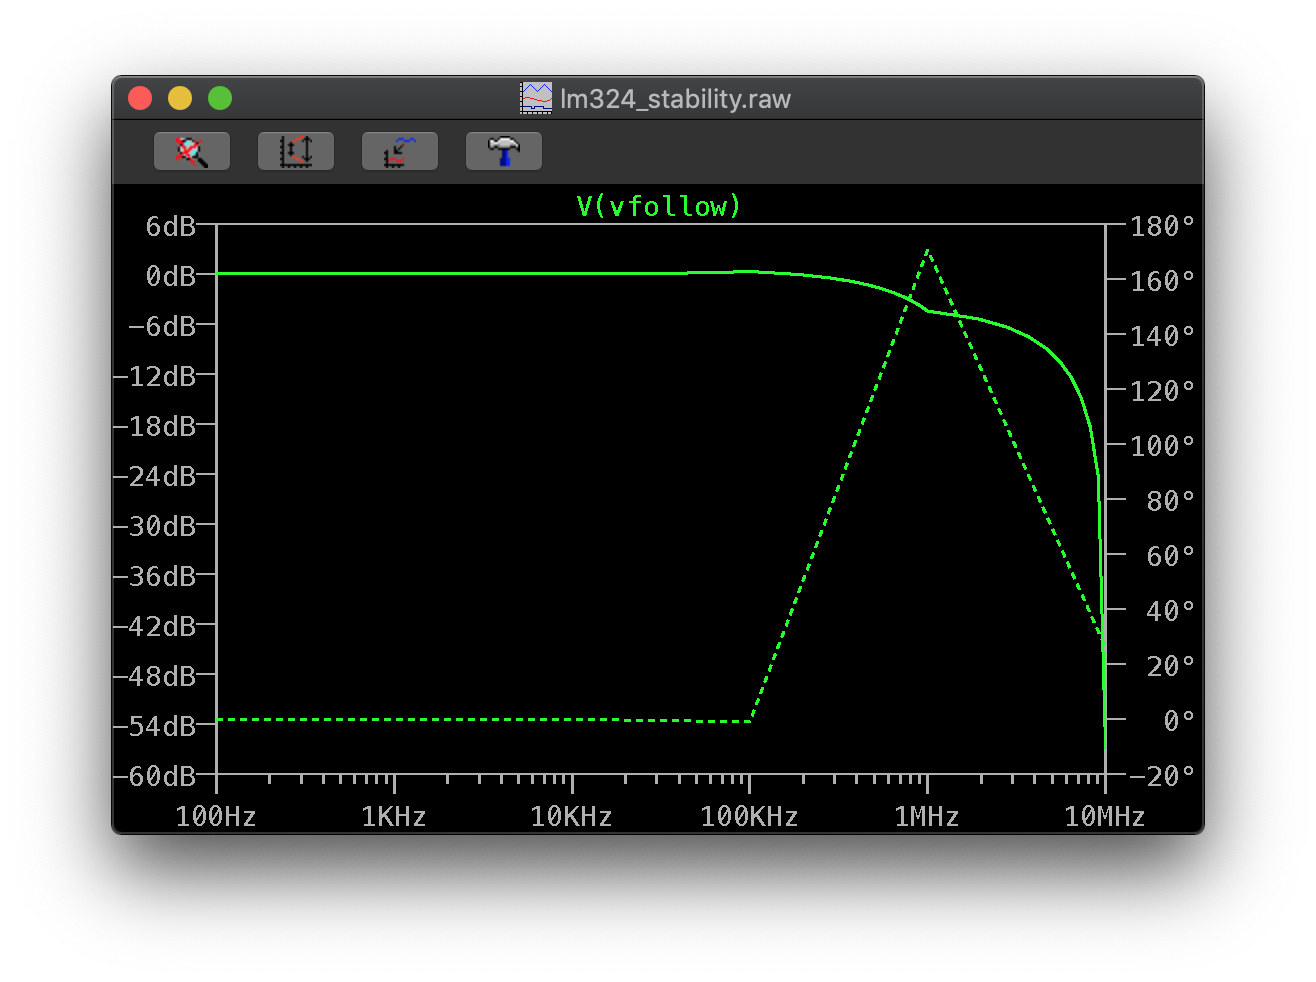 lm324_stability.raw
V(vfollow)
6dB
0dB
−6dB
−12dB
−18dB
−24dB
−30dB
−36dB
−42dB
−48dB
−54dB
−60dB
180°
160°
140°
120°
100°
80°
60°
40°
20°
0°
−20°
100Hz 1KHz 10KHz 100KHz 1MHz 10MHz